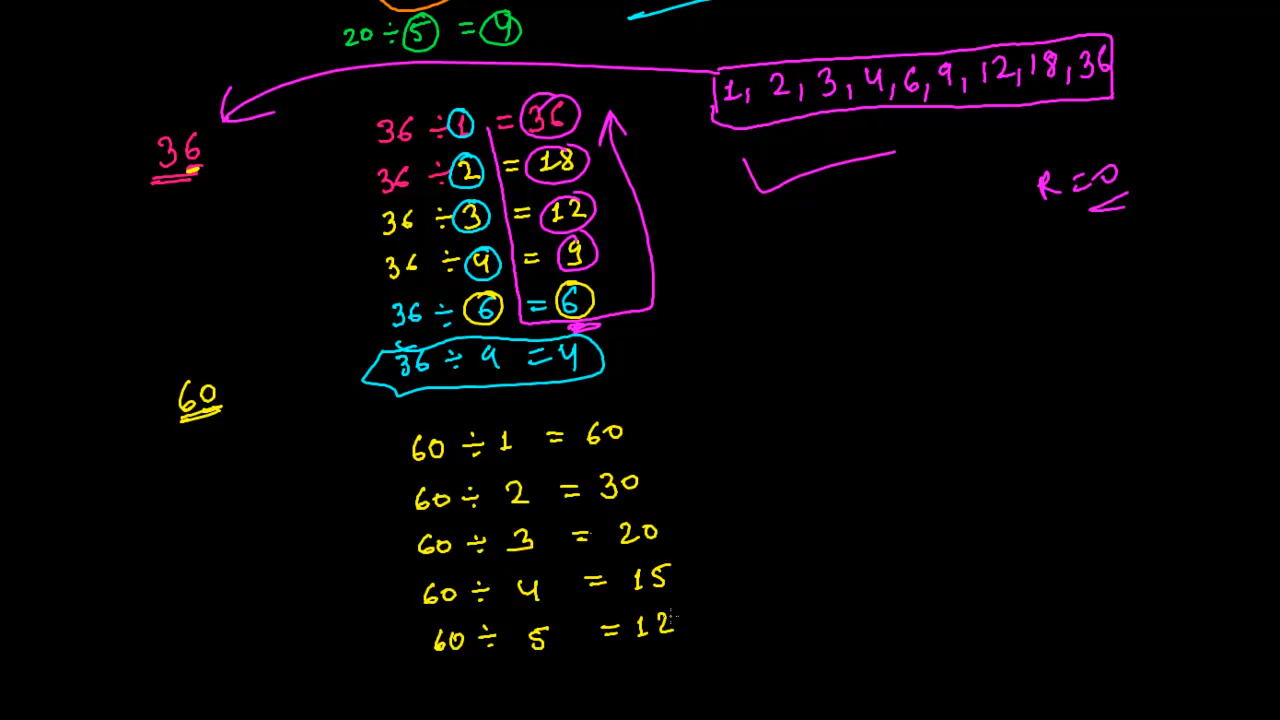 20 ÷ 5 = 4
1, 2, 3, 4, 6, 9, 12, 18, 36
36
36 ÷ 1 = 36
36 ÷ 2 = 18
R = 0
36 ÷ 3 = 12
36 ÷ 4 = 9
36 ÷ 6 = 6
36 ÷ 9 = 4
60
60 ÷ 1 = 60
60 ÷ 2 = 30
60 ÷ 3 = 20
60 ÷ 4 = 15
60 ÷ 5 = 12